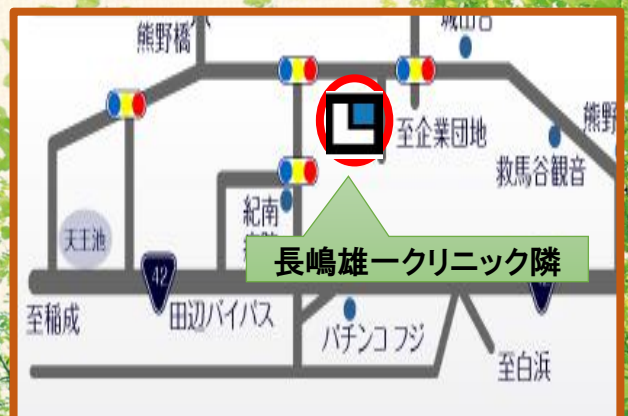 熊野橋
城山台
至企業団地
熊野
救馬谷観音
紀南
天王池
長嶋雄一クリニック隣
42
至稲成
田辺バイパス
パチンコ フジ
至白浜